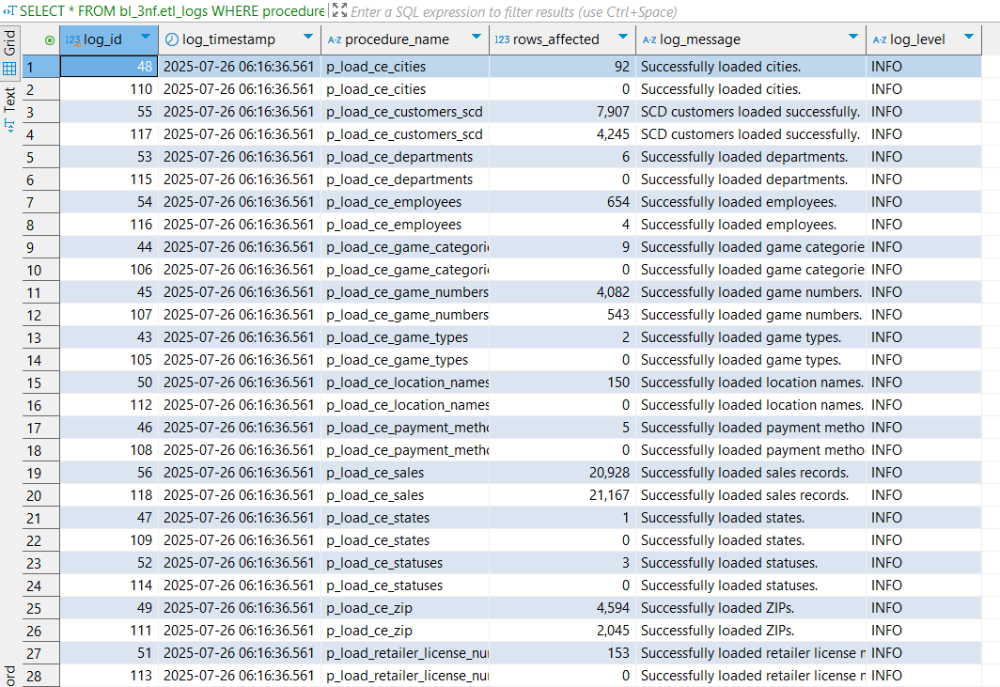 SELECT * FROM bl_3nf.etl_logs WHERE procedure Enter a SQL expression to filter results (use Ctrl+Space)
Grid
Text
ord
123 log_id log_timestamp A-Z procedure_name 123 rows_affected A-Z log_message A-Z log_level
1 48 2025-07-26 06:16:36.561 p_load_ce_cities 92 Successfully loaded cities. INFO
2 110 2025-07-26 06:16:36.561 p_load_ce_cities 0 Successfully loaded cities. INFO
3 55 2025-07-26 06:16:36.561 p_load_ce_customers_scd 7,907 SCD customers loaded successfully. INFO
4 117 2025-07-26 06:16:36.561 p_load_ce_customers_scd 4,245 SCD customers loaded successfully. INFO
5 53 2025-07-26 06:16:36.561 p_load_ce_departments 6 Successfully loaded departments. INFO
6 115 2025-07-26 06:16:36.561 p_load_ce_departments 0 Successfully loaded departments. INFO
7 54 2025-07-26 06:16:36.561 p_load_ce_employees 654 Successfully loaded employees. INFO
8 116 2025-07-26 06:16:36.561 p_load_ce_employees 4 Successfully loaded employees. INFO
9 44 2025-07-26 06:16:36.561 p_load_ce_game_categori 9 Successfully loaded game categorie INFO
10 106 2025-07-26 06:16:36.561 p_load_ce_game_categori 0 Successfully loaded game categorie INFO
11 45 2025-07-26 06:16:36.561 p_load_ce_game_numbers 4,082 Successfully loaded game numbers. INFO
12 107 2025-07-26 06:16:36.561 p_load_ce_game_numbers 543 Successfully loaded game numbers. INFO
13 43 2025-07-26 06:16:36.561 p_load_ce_game_types 2 Successfully loaded game types. INFO
14 105 2025-07-26 06:16:36.561 p_load_ce_game_types 0 Successfully loaded game types. INFO
15 50 2025-07-26 06:16:36.561 p_load_ce_location_names 150 Successfully loaded location names. INFO
16 112 2025-07-26 06:16:36.561 p_load_ce_location_names 0 Successfully loaded location names. INFO
17 46 2025-07-26 06:16:36.561 p_load_ce_payment_metho 5 Successfully loaded payment metho INFO
18 108 2025-07-26 06:16:36.561 p_load_ce_payment_metho 0 Successfully loaded payment metho INFO
19 56 2025-07-26 06:16:36.561 p_load_ce_sales 20,928 Successfully loaded sales records. INFO
20 118 2025-07-26 06:16:36.561 p_load_ce_sales 21,167 Successfully loaded sales records. INFO
21 47 2025-07-26 06:16:36.561 p_load_ce_states 1 Successfully loaded states. INFO
22 109 2025-07-26 06:16:36.561 p_load_ce_states 0 Successfully loaded states. INFO
23 52 2025-07-26 06:16:36.561 p_load_ce_statuses 3 Successfully loaded statuses. INFO
24 114 2025-07-26 06:16:36.561 p_load_ce_statuses 0 Successfully loaded statuses. INFO
25 49 2025-07-26 06:16:36.561 p_load_ce_zip 4,594 Successfully loaded ZIPs. INFO
26 111 2025-07-26 06:16:36.561 p_load_ce_zip 2,045 Successfully loaded ZIPs. INFO
27 51 2025-07-26 06:16:36.561 p_load_retailer_license_nu 153 Successfully loaded retailer license n INFO
28 113 2025-07-26 06:16:36.561 p_load_retailer_license_nu 0 Successfully loaded retailer license n INFO